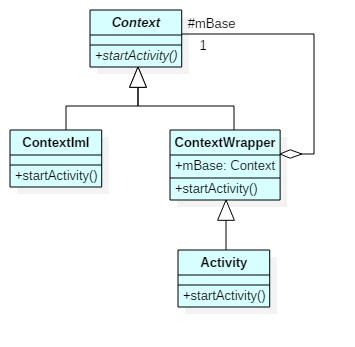 Context
#mBase
+startActivity()
1
ContextIml
+startActivity()
ContextWrapper
+mBase: Context
+startActivity()
Activity
+startActivity()